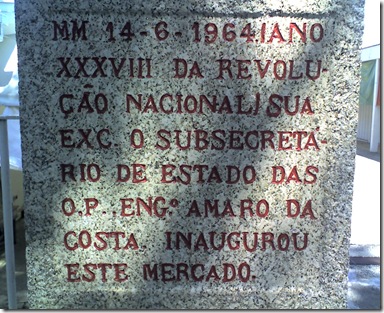 MM 14-6-1964/ANO
XXXVIII DA REVOLU-
ÇÃO NACIONAL/SUA
EXC. O SUBSECRETÁ-
RIO DE ESTADO DAS
O.P., ENG.º AMARO DA
COSTA. INAUGUROU
ESTE MERCADO.